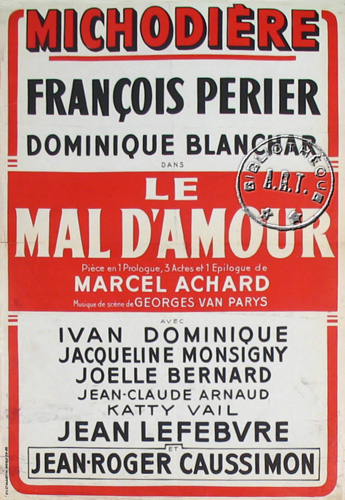 MICHODIÈRE
FRANÇOIS PERIER
DOMINIQUE BLANCHAR
DANS
LE
MAL D'AMOUR
Pièce en 1 Prologue, 3 Actes et 1 Epilogue de
MARCEL ACHARD
Musique de scène de GEORGES VAN PARYS
AVEC
IVAN DOMINIQUE
JACQUELINE MONSIGNY
JOELLE BERNARD
JEAN-CLAUDE ARNAUD
KATTY VAIL
JEAN LEFEBVRE
ET
JEAN-ROGER CAUSSIMON
BIBLIOTHÈQUE
A.R.T.